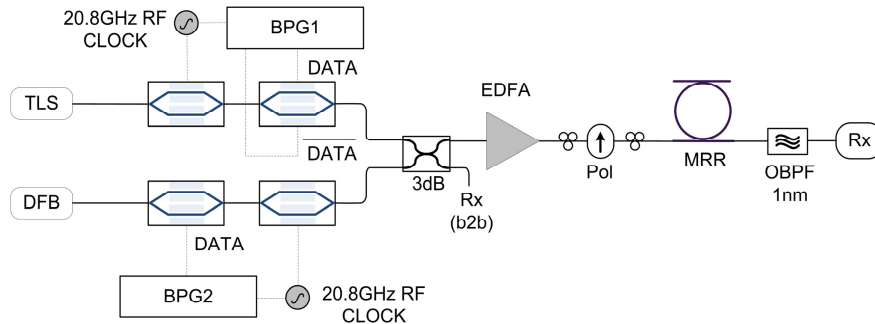 20.8GHz RF
CLOCK
BPG1
DATA
TLS
DATA
EDFA
3dB
Rx
(b2b)
Pol
MRR
OBPF
1nm
Rx
DFB
DATA
BPG2
20.8GHz RF
CLOCK